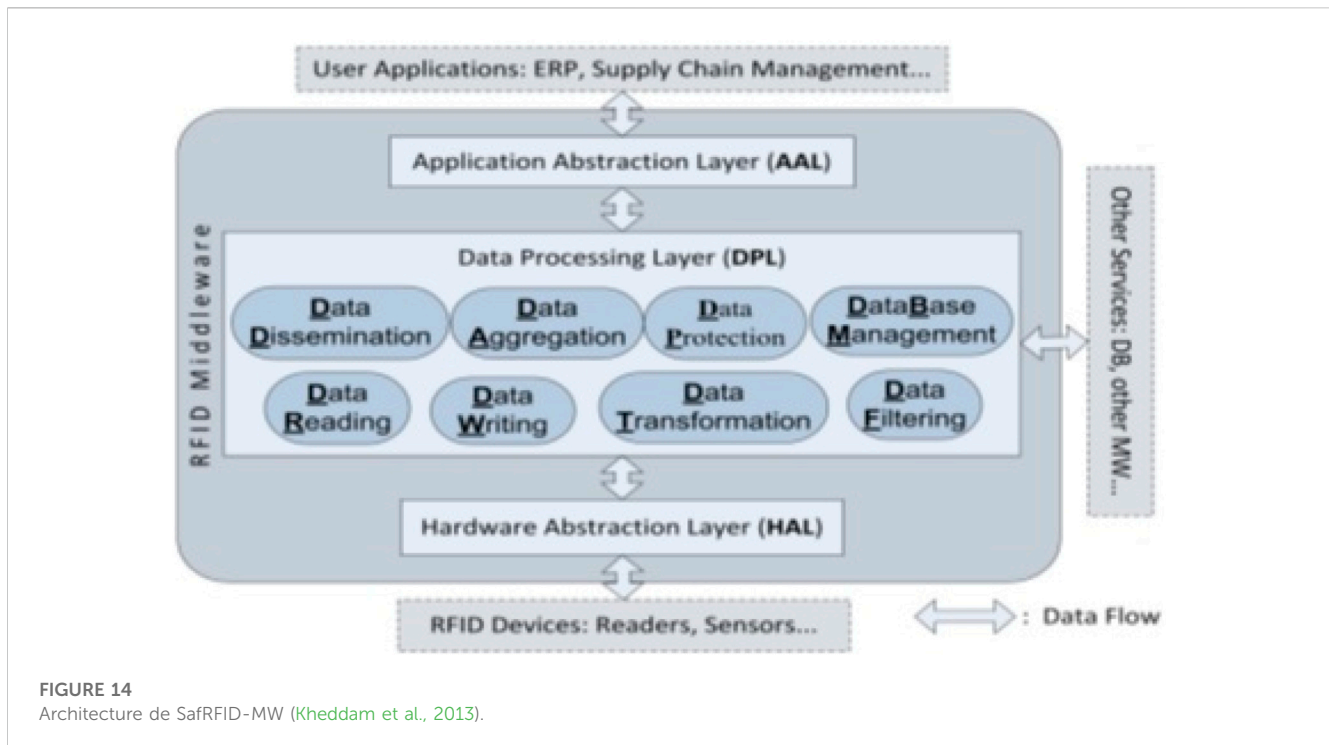 User Applications: ERP, Supply Chain Management...
Application Abstraction Layer (AAL)
RFID Middleware
Data Processing Layer (DPL)
Data
Dissemination
Data
Aggregation
Data
Protection
DataBase
Management
Data
Reading
Data
Writing
Data
Transformation
Data
Filtering
Other Services: DB, other MW...
Hardware Abstraction Layer (HAL)
RFID Devices: Readers, Sensors...
: Data Flow
FIGURE 14
Architecture de SafRFID-MW (Kheddam et al., 2013).